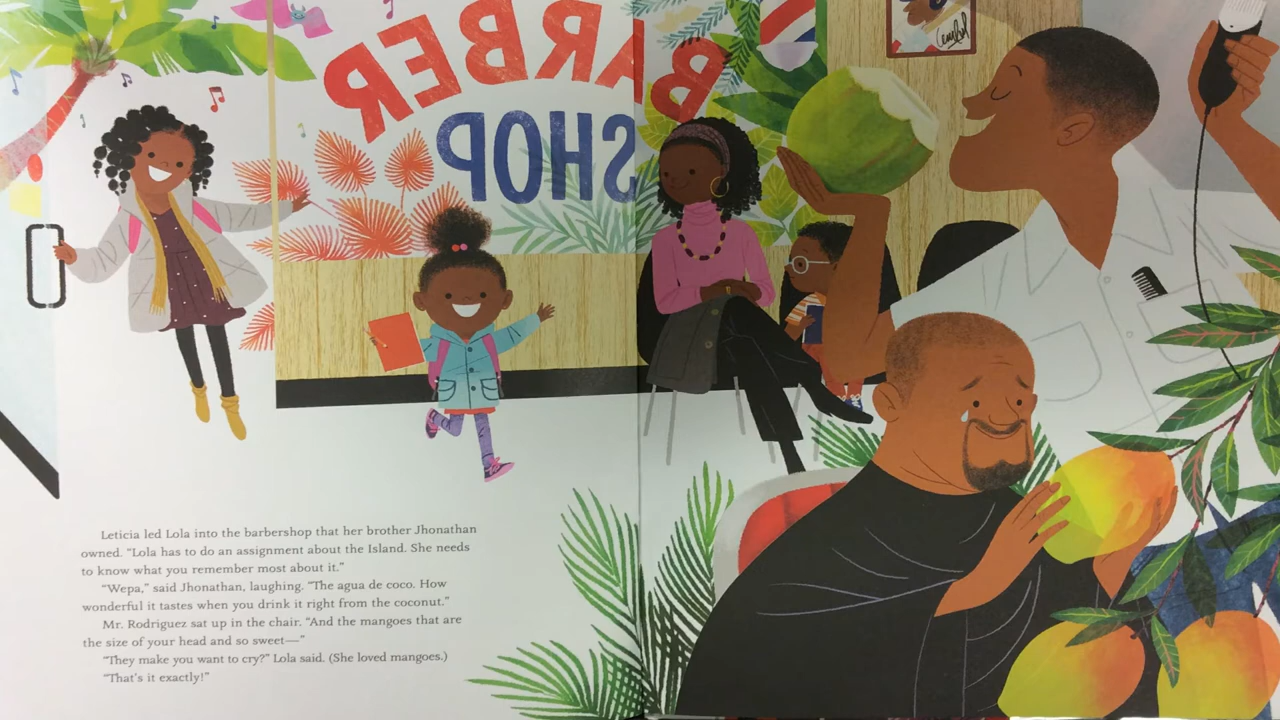 BARBER
SHOP
Leticia led Lola into the barbershop that her brother Jhonathan
owned. “Lola has to do an assignment about the Island. She needs
to know what you remember most about it.”
“Wepa,” said Jhonathan, laughing. “The agua de coco. How
wonderful it tastes when you drink it right from the coconut.”
Mr. Rodriguez sat up in the chair. “And the mangoes that are
the size of your head and so sweet—”
“They make you want to cry?” Lola said. (She loved mangoes.)
“That’s it exactly!”